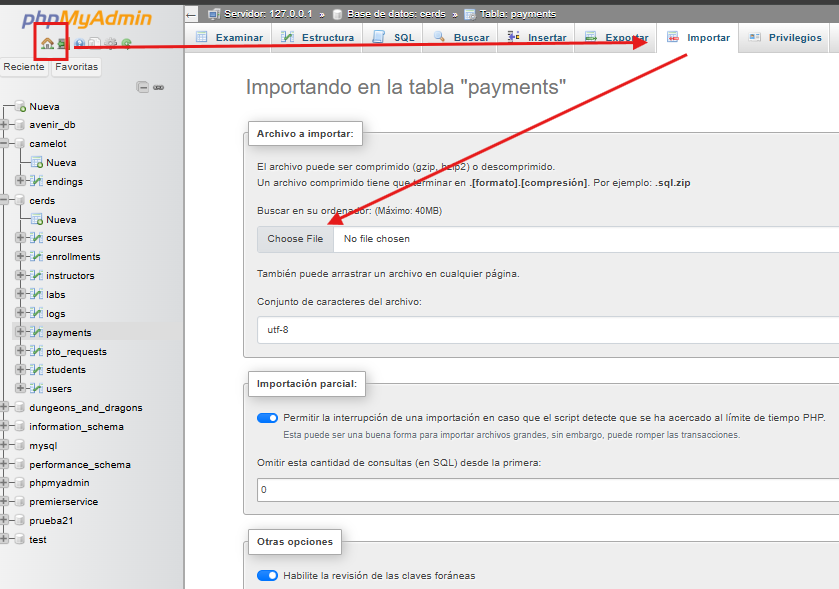 phpMyAdmin
Reciente Favoritas
Nueva
avenir_db
camelot
Nueva
endings
cerds
Nueva
courses
enrollments
instructors
labs
logs
payments
pto_requests
students
users
dungeons_and_dragons
information_schema
mysql
performance_schema
phpmyadmin
premierservice
prueba21
test
Servidor: 127.0.0.1 » Base de datos: cerds » Tabla: payments
Examinar Estructura SQL Buscar Insertar Exportar Importar Privilegios
Importando en la tabla "payments"
Archivo a importar:
El archivo puede ser comprimido (gzip, bzip2) o descomprimido.
Un archivo comprimido tiene que terminar en .[formato].[compresión]. Por ejemplo: .sql.zip
Buscar en su ordenador: (Máximo: 40MB)
Choose File No file chosen
También puede arrastrar un archivo en cualquier página.
Conjunto de caracteres del archivo:
utf-8
Importación parcial:
Permitir la interrupción de una importación en caso que el script detecte que se ha acercado al límite de tiempo PHP.
Esta puede ser una buena forma para importar archivos grandes, sin embargo, puede romper las transacciones.
Omitir esta cantidad de consultas (en SQL) desde la primera:
0
Otras opciones
Habilite la revisión de las claves foráneas